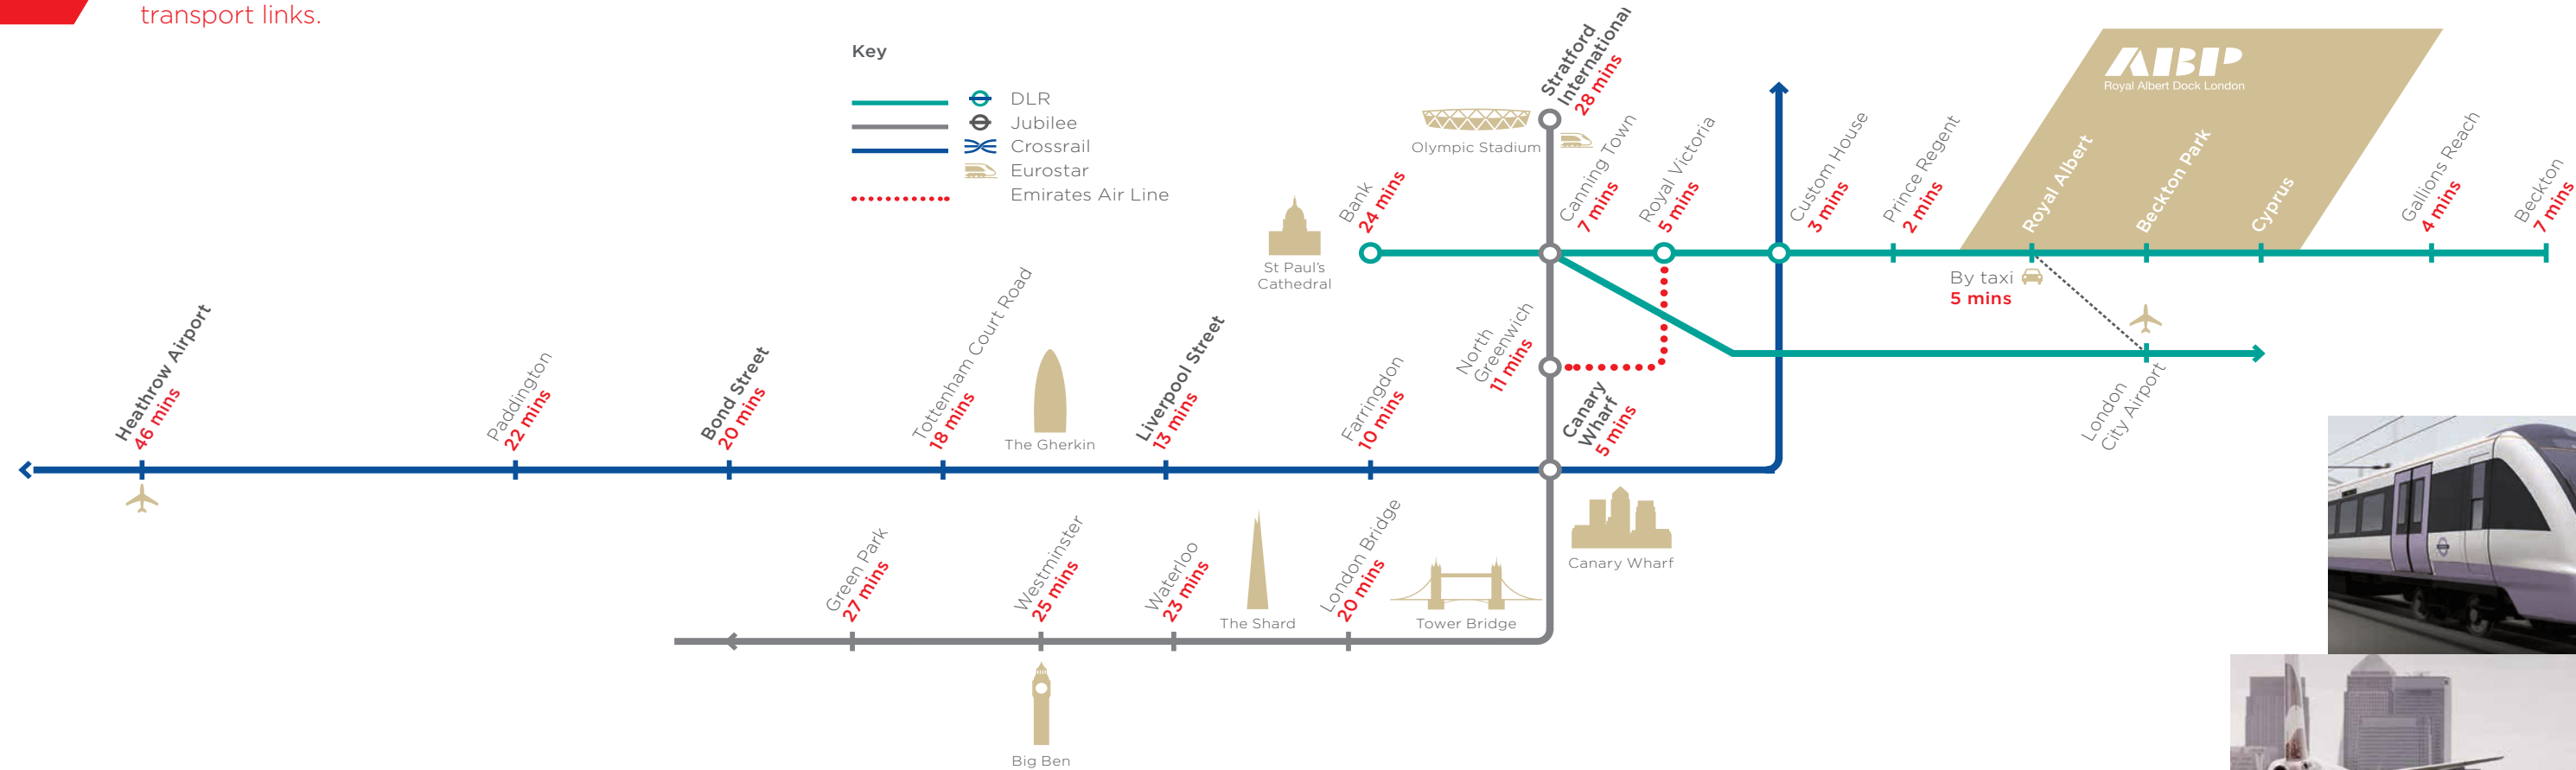 transport links.
Key
DLR
Jubilee
Crossrail
Eurostar
Emirates Air Line
ABP
Royal Albert Dock London
Stratford
International
28 mins
Olympic Stadium
Bank
24 mins
Canning Town
7 mins
Royal Victoria
5 mins
Custom House
3 mins
Prince Regent
2 mins
Royal Albert
Beckton Park
Cyprus
Gallions Reach
4 mins
Beckton
7 mins
St Paul's
Cathedral
By taxi
5 mins
North
Greenwich
11 mins
London
City Airport
Heathrow Airport
46 mins
Paddington
22 mins
Bond Street
20 mins
Tottenham Court Road
18 mins
The Gherkin
Liverpool Street
13 mins
Farringdon
10 mins
Canary
Wharf
5 mins
Canary Wharf
Green Park
27 mins
Westminster
25 mins
Waterloo
23 mins
The Shard
London Bridge
20 mins
Tower Bridge
Big Ben